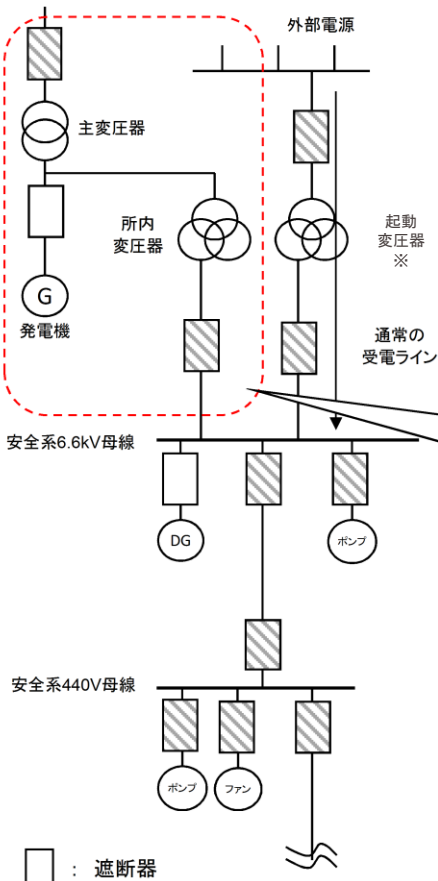 外部電源
主変圧器
所内
変圧器
起動
変圧器
※
G
発電機
通常の
受電ライン
安全系6.6kV母線
DG
ポンプ
安全系440V母線
ポンプ
ファン
： 遮断器